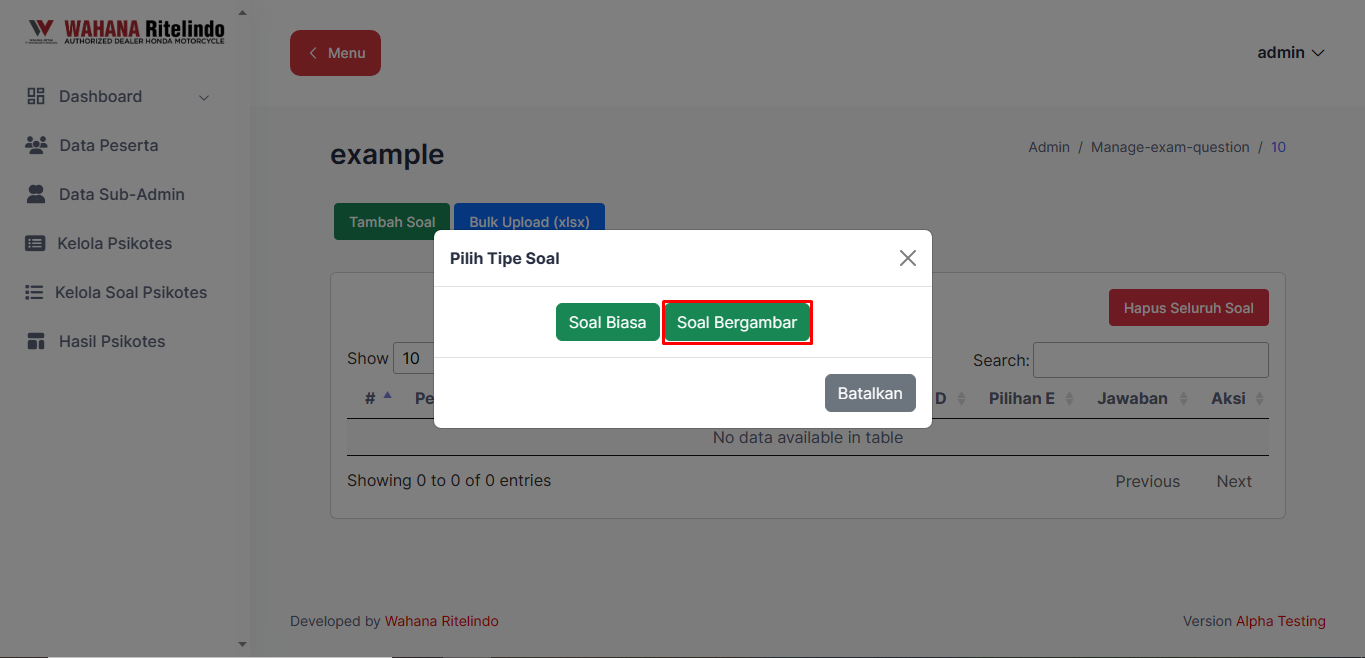 WAHANA Ritelindo
AUTHORIZED DEALER HONDA MOTORCYCLE
Menu
admin
Dashboard
Data Peserta
Data Sub-Admin
Kelola Psikotes
Kelola Soal Psikotes
Hasil Psikotes
example
Admin / Manage-exam-question / 10
Tambah Soal
Bulk Upload (xlsx)
Pilih Tipe Soal
Soal Biasa
Soal Bergambar
Batalkan
Hapus Seluruh Soal
Show 10
Search:
# Pe D Pilihan E Jawaban Aksi
No data available in table
Showing 0 to 0 of 0 entries
Previous Next
Developed by Wahana Ritelindo
Version Alpha Testing